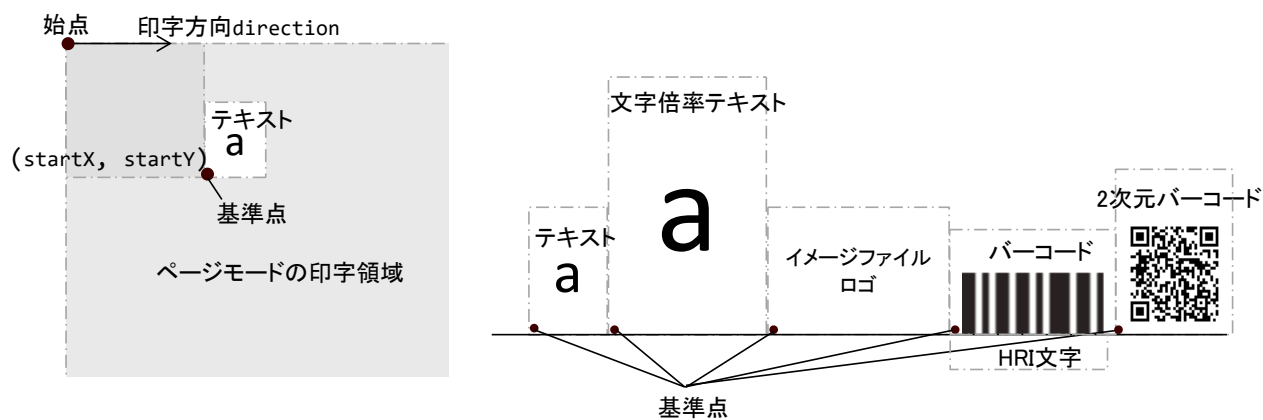 始点
印字方向direction
テキスト
a
(startX, startY)
基準点
ページモードの印字領域
文字倍率テキスト
a
テキスト
a
イメージファイル
ロゴ
バーコード
HRI文字
2次元バーコード
基準点